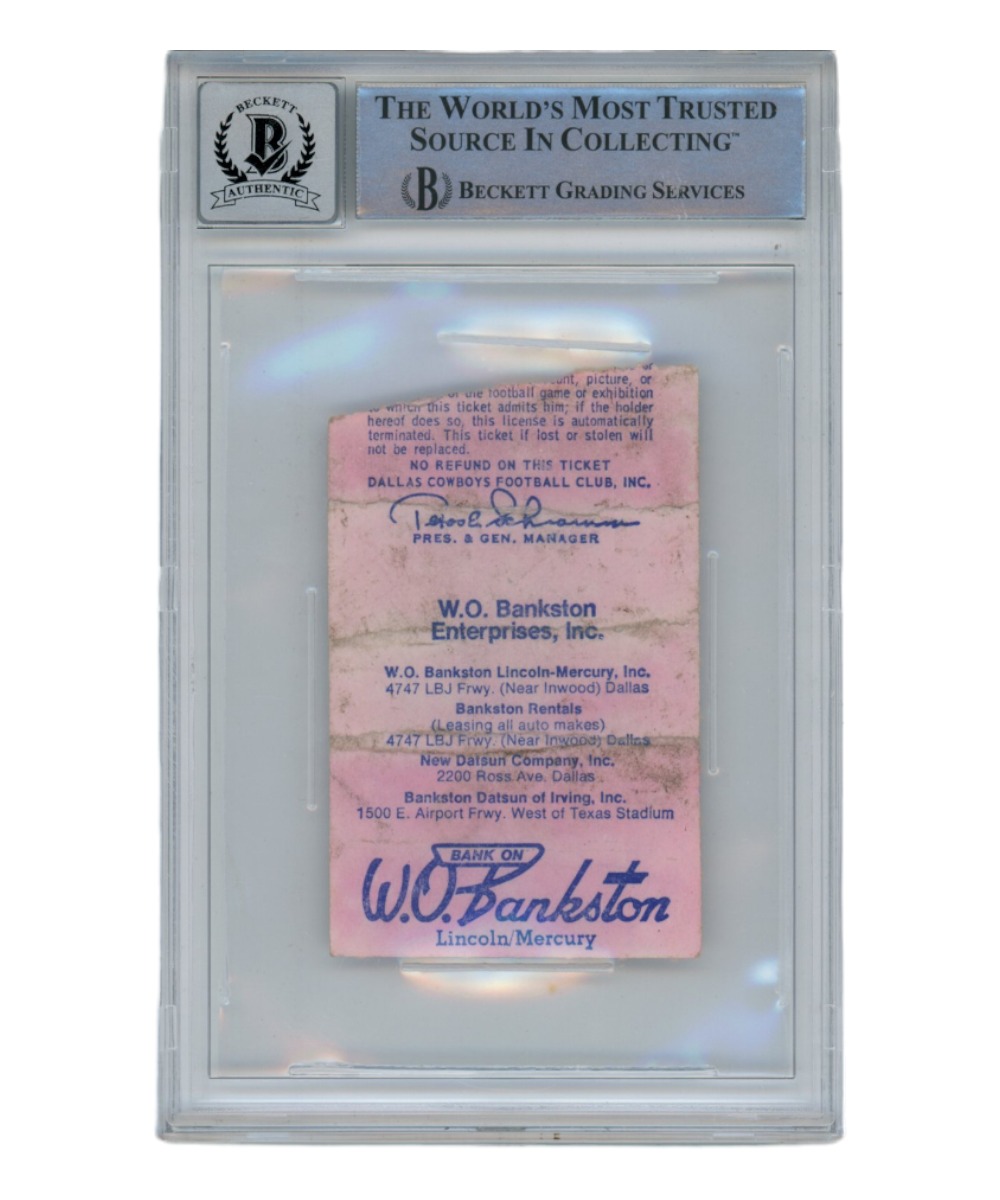 BECKETT
B
AUTHENTIC
THE WORLD'S MOST TRUSTED
SOURCE IN COLLECTING™
B BECKETT GRADING SERVICES
or
picture, or
the football game or exhibition
to which this ticket admits him; if the holder
hereof does so, this license is automatically
terminated. This ticket if lost or stolen will
not be replaced.
NO REFUND ON THIS TICKET
DALLAS COWBOYS FOOTBALL CLUB, INC.
Texas E. Schramm
PRES. & GEN. MANAGER
W.O. Bankston
Enterprises, Inc.
W.O. Bankston Lincoln-Mercury, Inc.
4747 LBJ Frwy. (Near Inwood) Dallas
Bankston Rentals
(Leasing all auto makes)
4747 LBJ Frwy. (Near Inwood) Dallas
New Datsun Company, Inc.
2200 Ross Ave. Dallas
Bankston Datsun of Irving, Inc.
1500 E. Airport Frwy. West of Texas Stadium
BANK ON
W.O. Bankston
Lincoln/Mercury